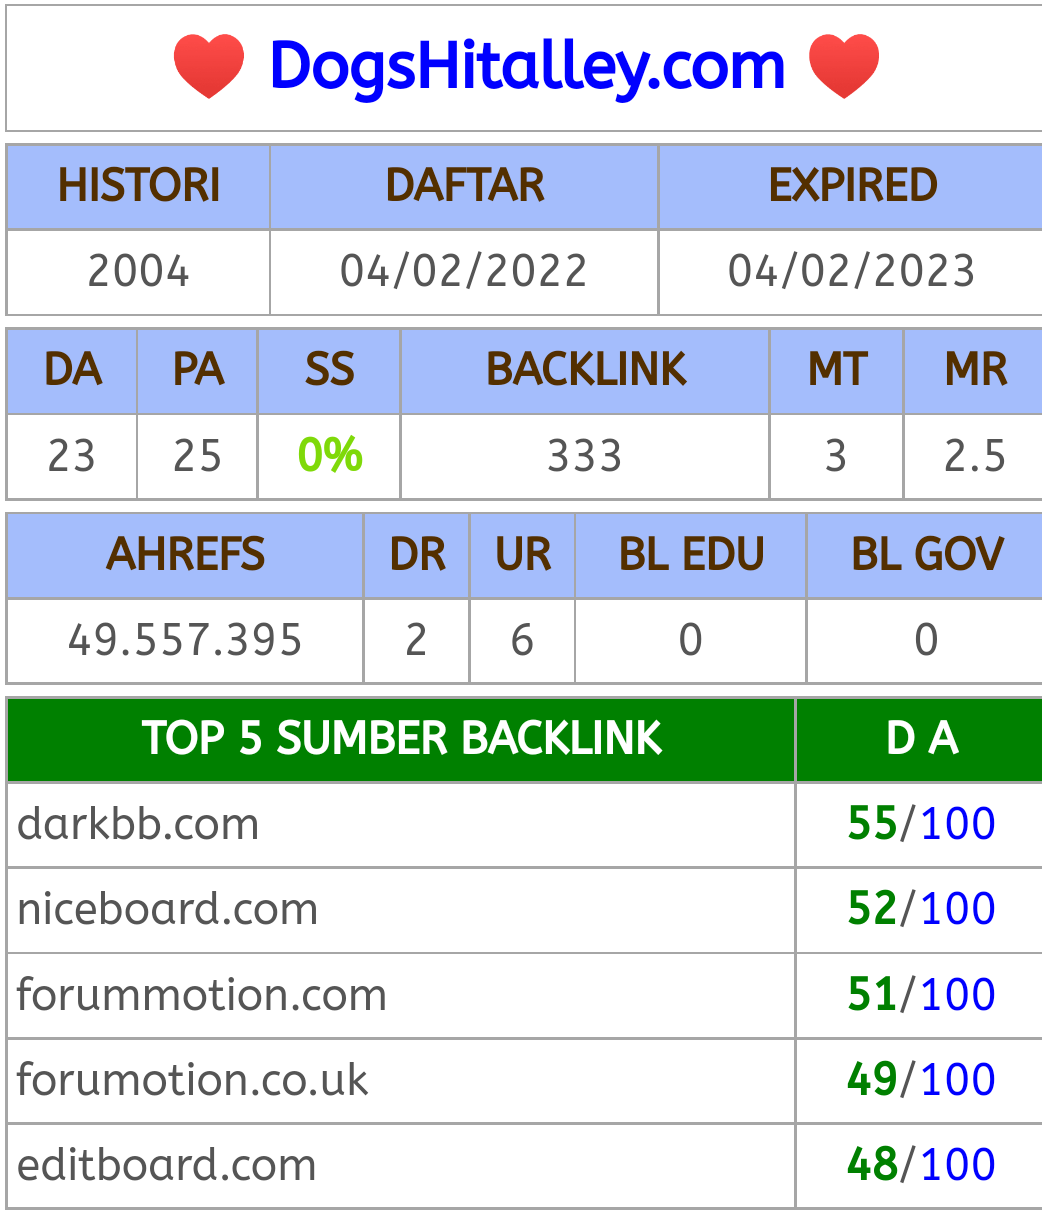 DogsHitalley.com
HISTORI DAFTAR EXPIRED
2004 04/02/2022 04/02/2023
DA PA SS BACKLINK MT MR
23 25 0% 333 3 2.5
AHREFS DR UR BL EDU BL GOV
49.557.395 2 6 0 0
TOP 5 SUMBER BACKLINK D A
darkbb.com 55/100
niceboard.com 52/100
forummotion.com 51/100
forumotion.co.uk 49/100
editboard.com 48/100